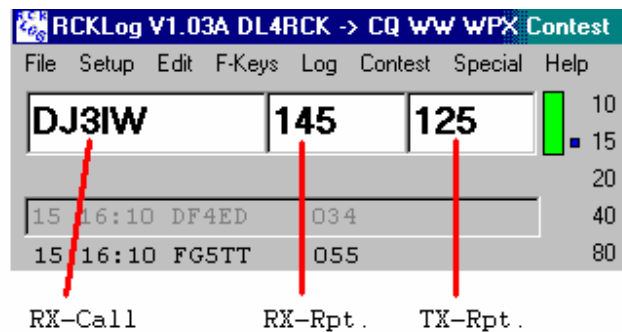 RCKLog V1.03A DL4RCK -> CQ WW WPX Contest
File Setup Edit F-Keys Log Contest Special Help
DJ3IW 145 125 10
15
20
15 16:10 DF4ED 034 40
15 16:10 FG5TT 055 80
RX-Call RX-Rpt. TX-Rpt.